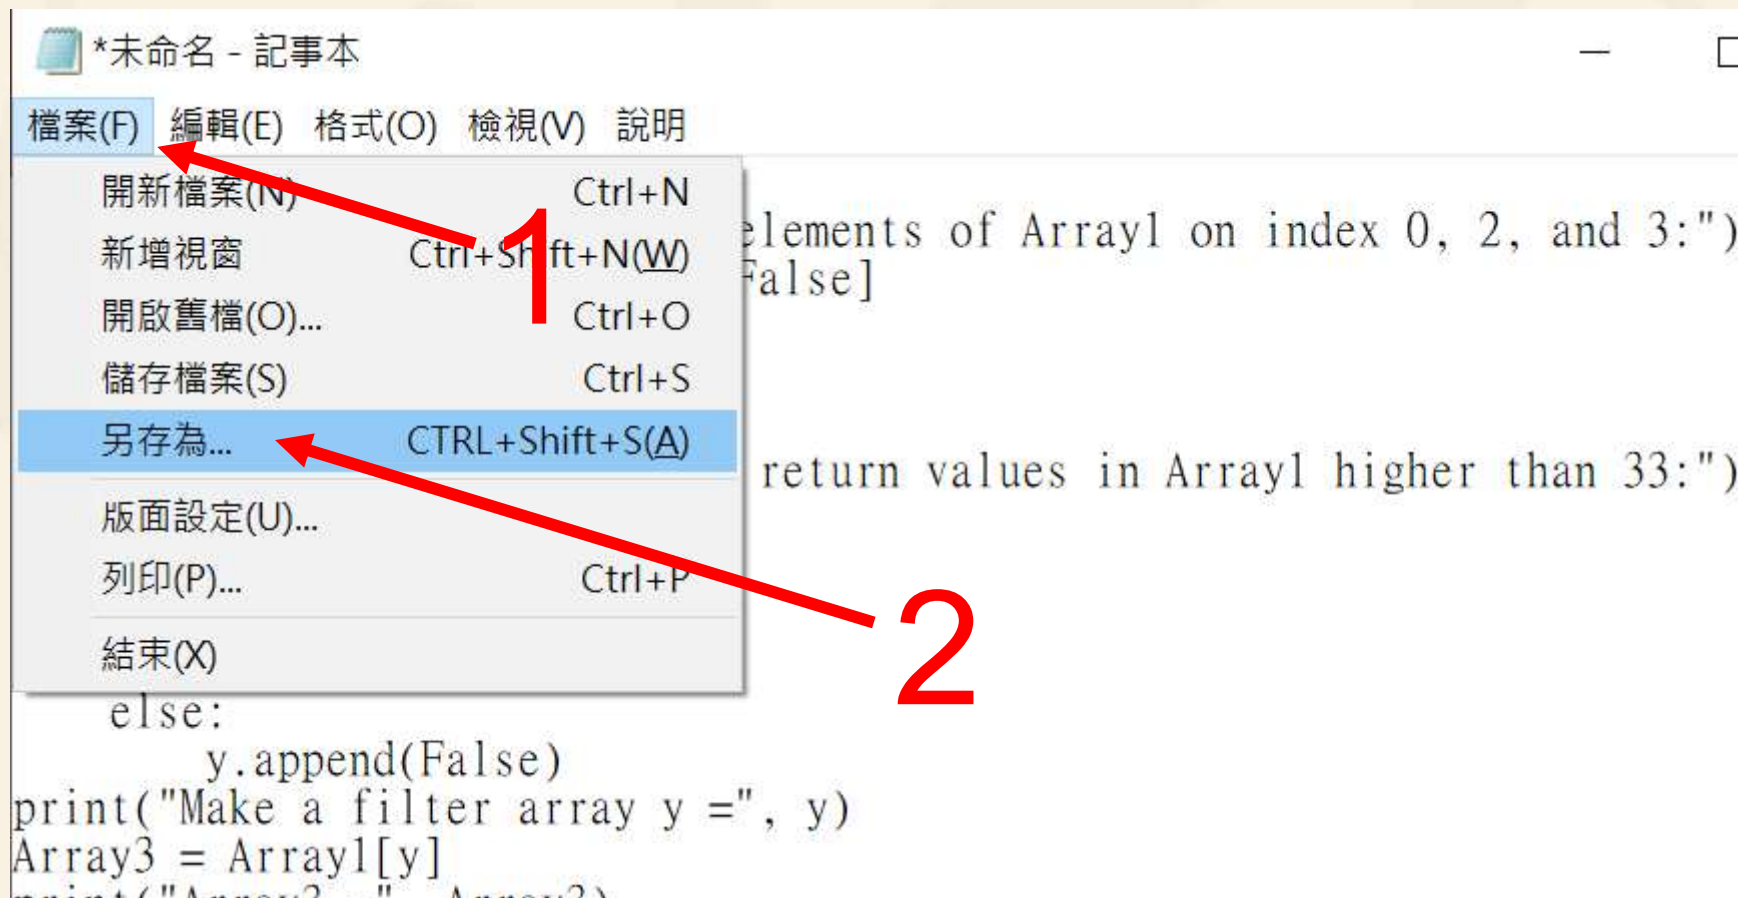 *未命名 - 記事本
檔案(F) 編輯(E) 格式(O) 檢視(V) 說明
開新檔案(N) Ctrl+N
1
elements of Array1 on index 0, 2, and 3:")
新增視窗 Ctrl+Shift+N(W)
False]
開啟舊檔(O)... Ctrl+O
儲存檔案(S) Ctrl+S
另存為... CTRL+Shift+S(A)
return values in Array1 higher than 33:")
版面設定(U)...
列印(P)... Ctrl+P
2
結束(X)
else:
y.append(False)
print("Make a filter array y =", y)
Array3 = Array1[y]
print("Array3 =", Array3)